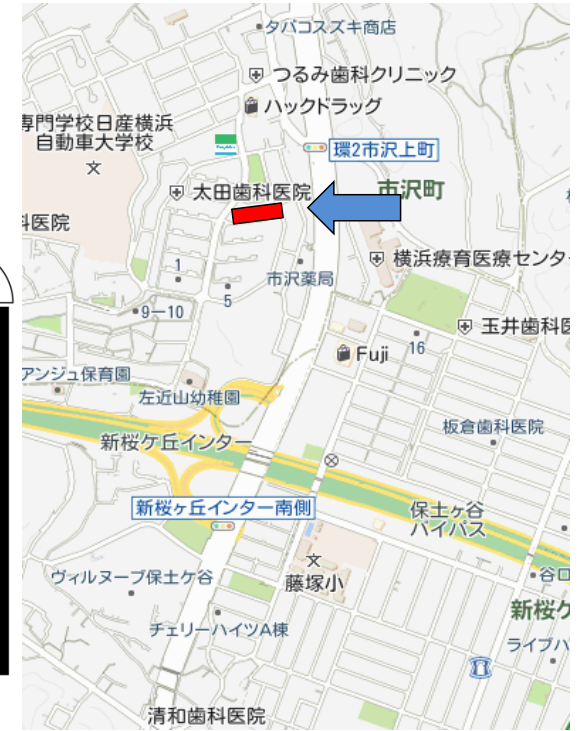 タバコスズキ商店
つるみ歯科クリニック
ハックドラッグ
専門学校日産横浜
自動車大学校
環2市沢上町
太田歯科医院
市沢町
科医院
横浜療育医療センター
1
市沢薬局
5
9ー10
玉井歯科医
Fuji
16
アンジュ保育園
左近山幼稚園
板倉歯科医院
新桜ケ丘インター
新桜ヶ丘インター南側
保土ヶ谷
バイパス
藤塚小
ヴィルヌーブ保土ケ谷
谷口
新桜ケ
チェリーハイツA棟
ライブハ
清和歯科医院